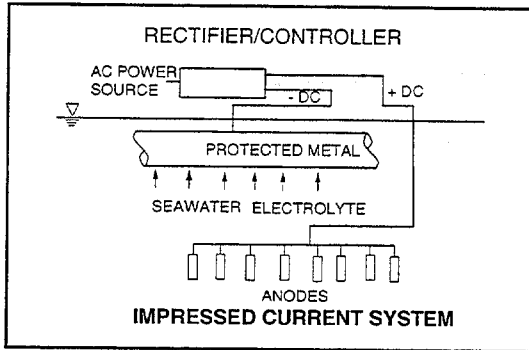 RECTIFIER/CONTROLLER
AC POWER
SOURCE
- DC
+ DC
PROTECTED METAL
SEAWATER ELECTROLYTE
ANODES
IMPRESSED CURRENT SYSTEM